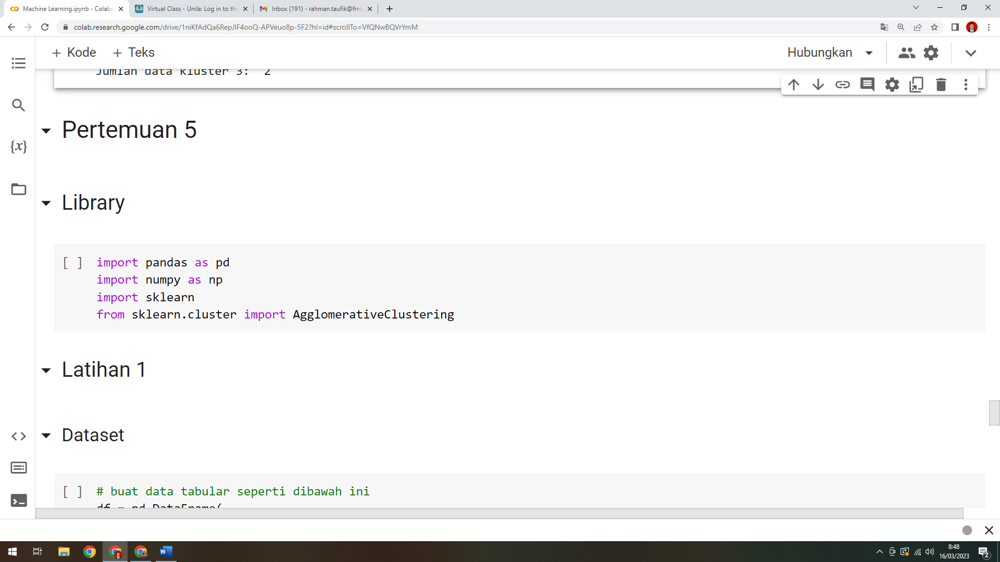 Machine Learning.ipynb - Colabo
Virtual Class - Unila: Log in to the
Inbox (191) - rahman.taufik@fmi
colab.research.google.com/drive/1niKfAdQa6RepJIF4ooQ-APVeuo8p-5F2?hl=id#scrollTo=VfQNwBQVrYmM
+ Kode + Teks
Hubungkan
Jumlah data kluster 3: 2
Pertemuan 5
{x}
Library
[ ] import pandas as pd
import numpy as np
import sklearn
from sklearn.cluster import AgglomerativeClustering
Latihan 1
Dataset
[ ] # buat data tabular seperti dibawah ini
df = pd.DataFrame(
8:48
16/03/2023
2